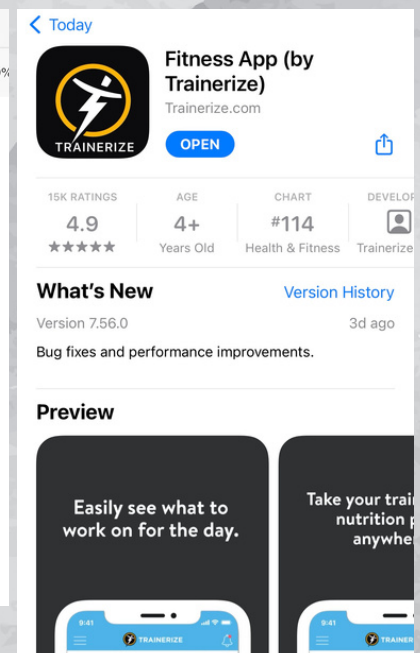 Today
Fitness App (by
Trainerize)
Trainerize.com
TRAINERIZE
OPEN
15K RATINGS
AGE
CHART
DEVELOP
4.9
4+
#114
★★★★★
Years Old
Health & Fitness
Trainerize
What's New
Version History
Version 7.56.0
3d ago
Bug fixes and performance improvements.
Preview
Easily see what to
work on for the day.
Take your trai
nutrition p
anywhe
9:41
TRAINERIZE
9:41
TRAINER